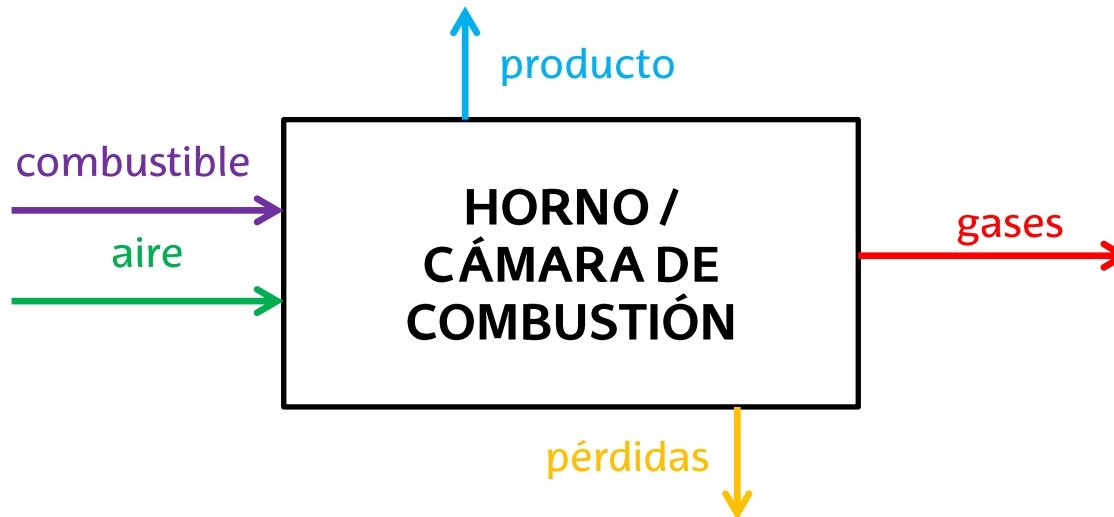 producto
combustible
aire
HORNO /
CÁMARA DE
COMBUSTIÓN
gases
pérdidas